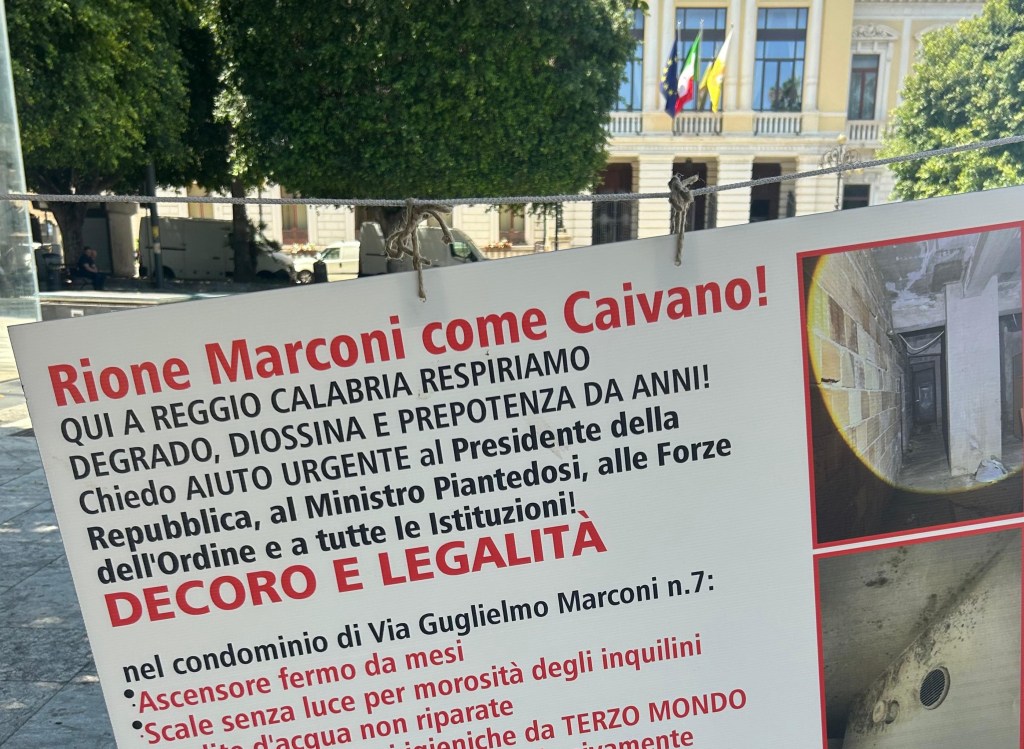 Rione Marconi come Caivano!
QUI A REGGIO CALABRIA RESPIRIAMO
DEGRADO, DIOSSINA E PREPOTENZA DA ANNI!
Chiedo AIUTO URGENTE al Presidente della
Repubblica, al Ministro Piantedosi, alle Forze
dell'Ordine e a tutte le Istituzioni!
DECORO E LEGALITÀ
nel condominio di Via Guglielmo Marconi n.7:
•Ascensore fermo da mesi
•Scale senza luce per morosità degli inquilini
d'acqua non riparate
igieniche da TERZO MONDO